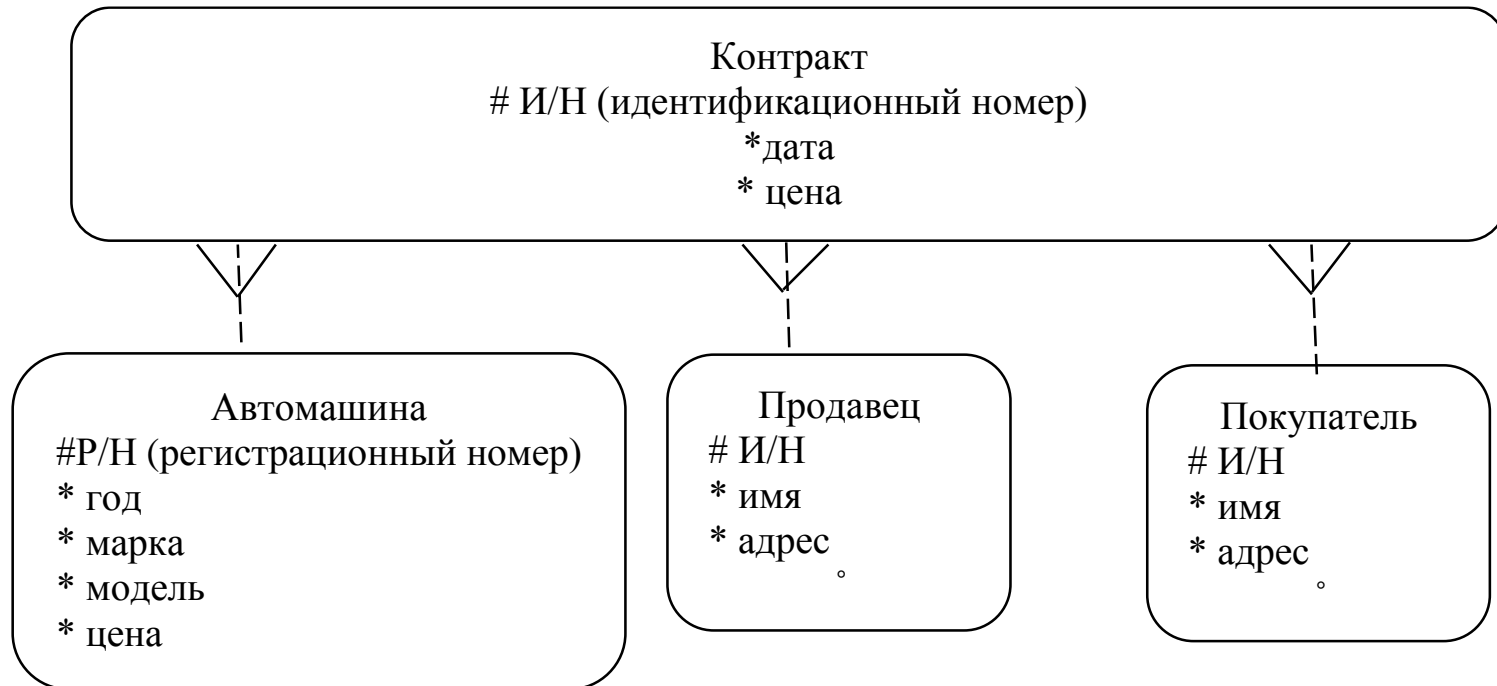 Контракт
# И/Н (идентификационный номер)
*дата
* цена
Автомашина
#Р/Н (регистрационный номер)
* год
* марка
* модель
* цена
Продавец
# И/Н
* имя
* адрес
°
Покупатель
# И/Н
* имя
* адрес
°